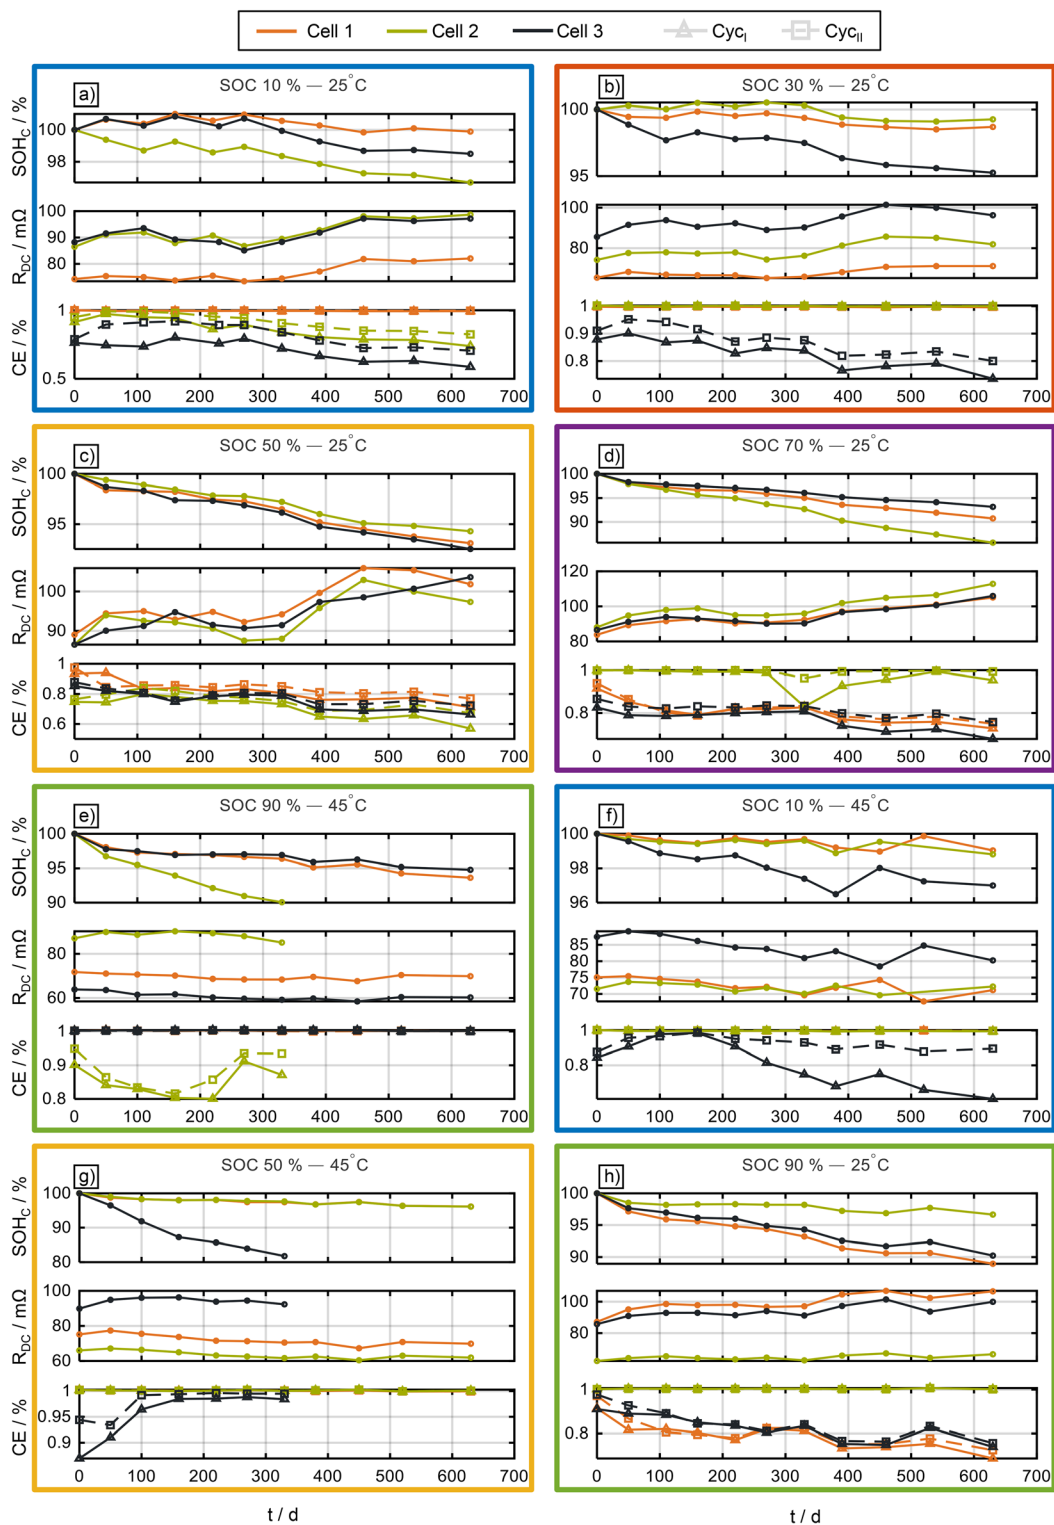 Cell 1 Cell 2 Cell 3 Cyc_I Cyc_II
a) SOC 10 % — 25°C
SOH_C / %
100
98
R_DC / mΩ
100
90
80
CE / %
1
0.5
0 100 200 300 400 500 600 700
b) SOC 30 % — 25°C
100
95
100
80
1
0.9
0.8
0 100 200 300 400 500 600 700
c) SOC 50 % — 25°C
SOH_C / %
100
95
R_DC / mΩ
100
90
CE / %
1
0.8
0.6
0 100 200 300 400 500 600 700
d) SOC 70 % — 25°C
100
95
90
120
100
80
1
0.8
0 100 200 300 400 500 600 700
e) SOC 90 % — 45°C
SOH_C / %
100
95
90
R_DC / mΩ
80
60
CE / %
1
0.9
0.8
0 100 200 300 400 500 600 700
f) SOC 10 % — 45°C
100
98
96
85
80
75
70
1
0.8
0 100 200 300 400 500 600 700
g) SOC 50 % — 45°C
SOH_C / %
100
90
80
R_DC / mΩ
100
80
60
CE / %
1
0.95
0.9
0 100 200 300 400 500 600 700
t / d
h) SOC 90 % — 25°C
100
95
90
100
80
1
0.8
0 100 200 300 400 500 600 700
t / d